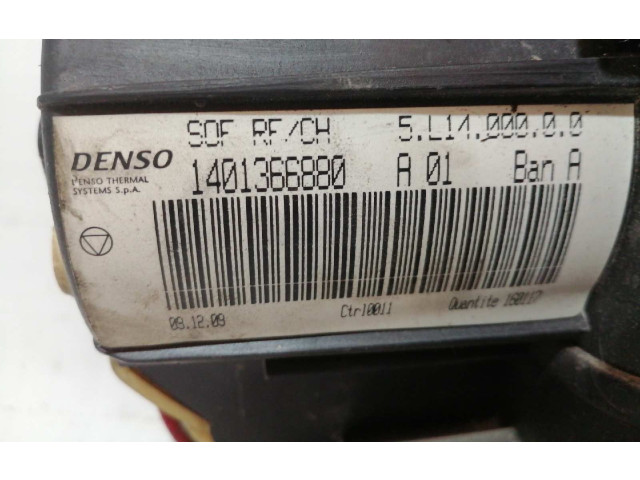 SOF RF/CH 5.L14.000.0.0
DENSO 1401366880 A 01 Ban A
DENSO THERMAL
SYSTEMS S.p.A.
09.12.09 Ctrl0011 Quantite 160117